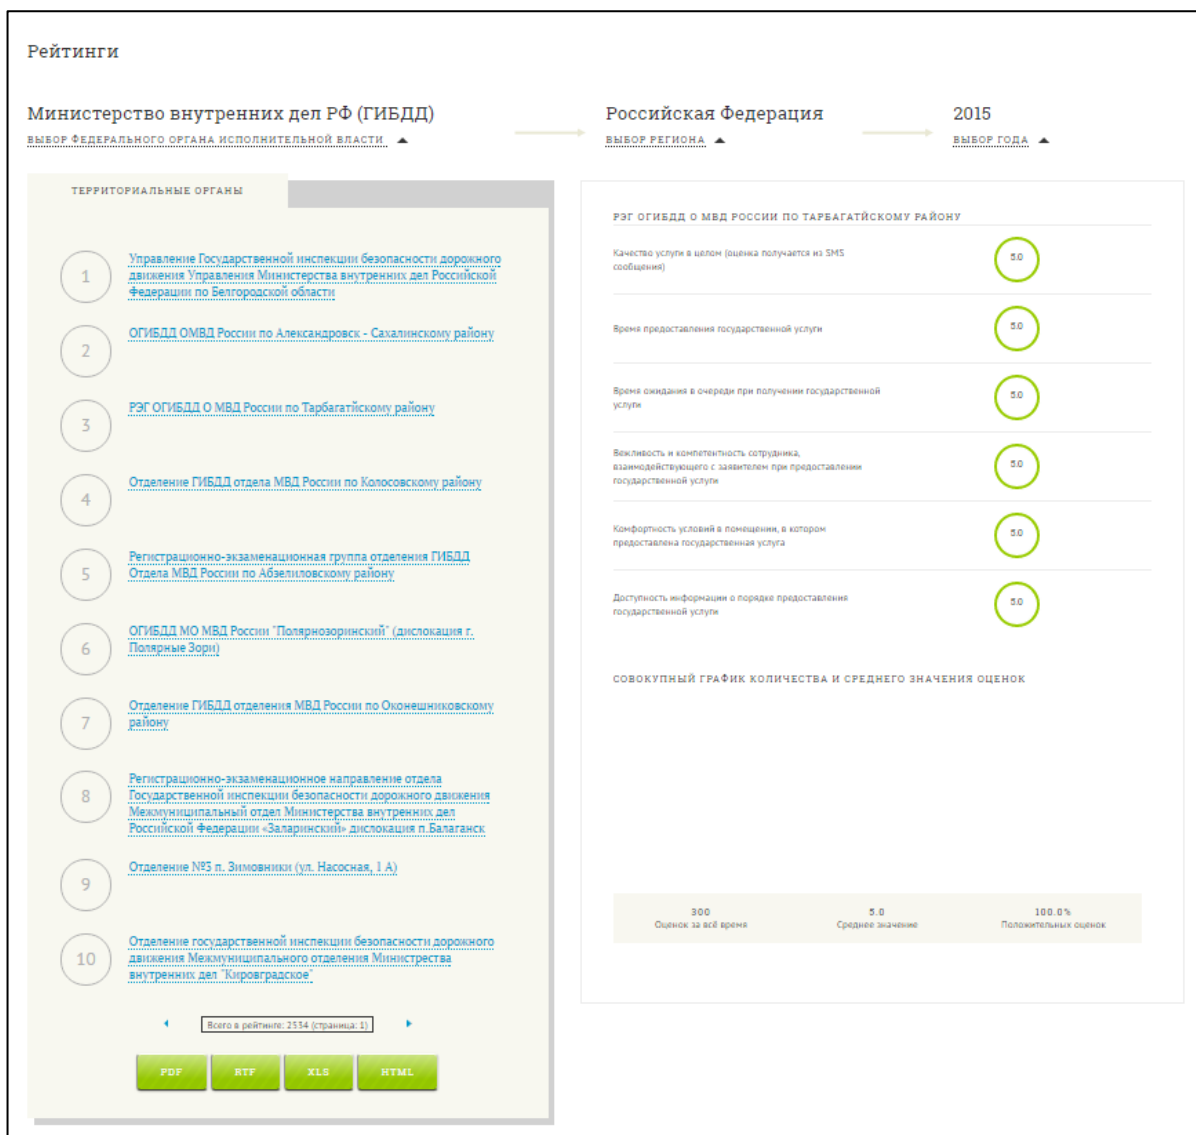 Рейтинги
Министерство внутренних дел РФ (ГИБДД)
ВЫБОР ФЕДЕРАЛЬНОГО ОРГАНА ИСПОЛНИТЕЛЬНОЙ ВЛАСТИ
Российская Федерация
ВЫБОР РЕГИОНА
2015
ВЫБОР ГОДА
ТЕРРИТОРИАЛЬНЫЕ ОРГАНЫ
1
Управление Государственной инспекции безопасности дорожного
движения Управления Министерства внутренних дел Российской
Федерации по Белгородской области
2
ОГИБДД ОМВД России по Александровск - Сахалинскому району
3
РЭГ ОГИБДД О МВД России по Тарбагатйскому району
4
Отделение ГИБДД отдела МВД России по Колосовскому району
5
Регистрационно-экзаменационная группа отделения ГИБДД
Отдела МВД России по Абзелиловскому району
6
ОГИБДД МО МВД России "Полярнозоринский" (дислокация г.
Полярные Зори)
7
Отделение ГИБДД отделения МВД России по Оконешниковскому
району
8
Регистрационно-экзаменационное направление отдела
Государственной инспекции безопасности дорожного движения
Межмуниципальный отдел Министерства внутренних дел
Российской Федерации «Заларинский» дислокация п.Балаганск
9
Отделение №3 п. Зимовники (ул. Насосная, 1 А)
10
Отделение государственной инспекции безопасности дорожного
движения Межмуниципального отделения Министрества
внутренних дел "Кировградское"
Всего в рейтинге: 2534 (страница: 1)
PDF
RTF
XLS
HTML
РЭГ ОГИБДД О МВД РОССИИ ПО ТАРБАГАТЙСКОМУ РАЙОНУ
Качество услуги в целом (оценка получается из SMS
сообщения)
5.0
Время предоставления государственной услуги
5.0
Время ожидания в очереди при получении государственной
услуги
5.0
Вежливость и компетентность сотрудника,
взаимодействующего с заявителем при предоставлении
государственной услуги
5.0
Комфортность условий в помещении, в котором
предоставлена государственная услуга
5.0
Доступность информации о порядке предоставления
государственной услуги
5.0
СОВОКУПНЫЙ ГРАФИК КОЛИЧЕСТВА И СРЕДНЕГО ЗНАЧЕНИЯ ОЦЕНОК
300
Оценок за всё время
5.0
Среднее значение
100.0%
Положительных оценок